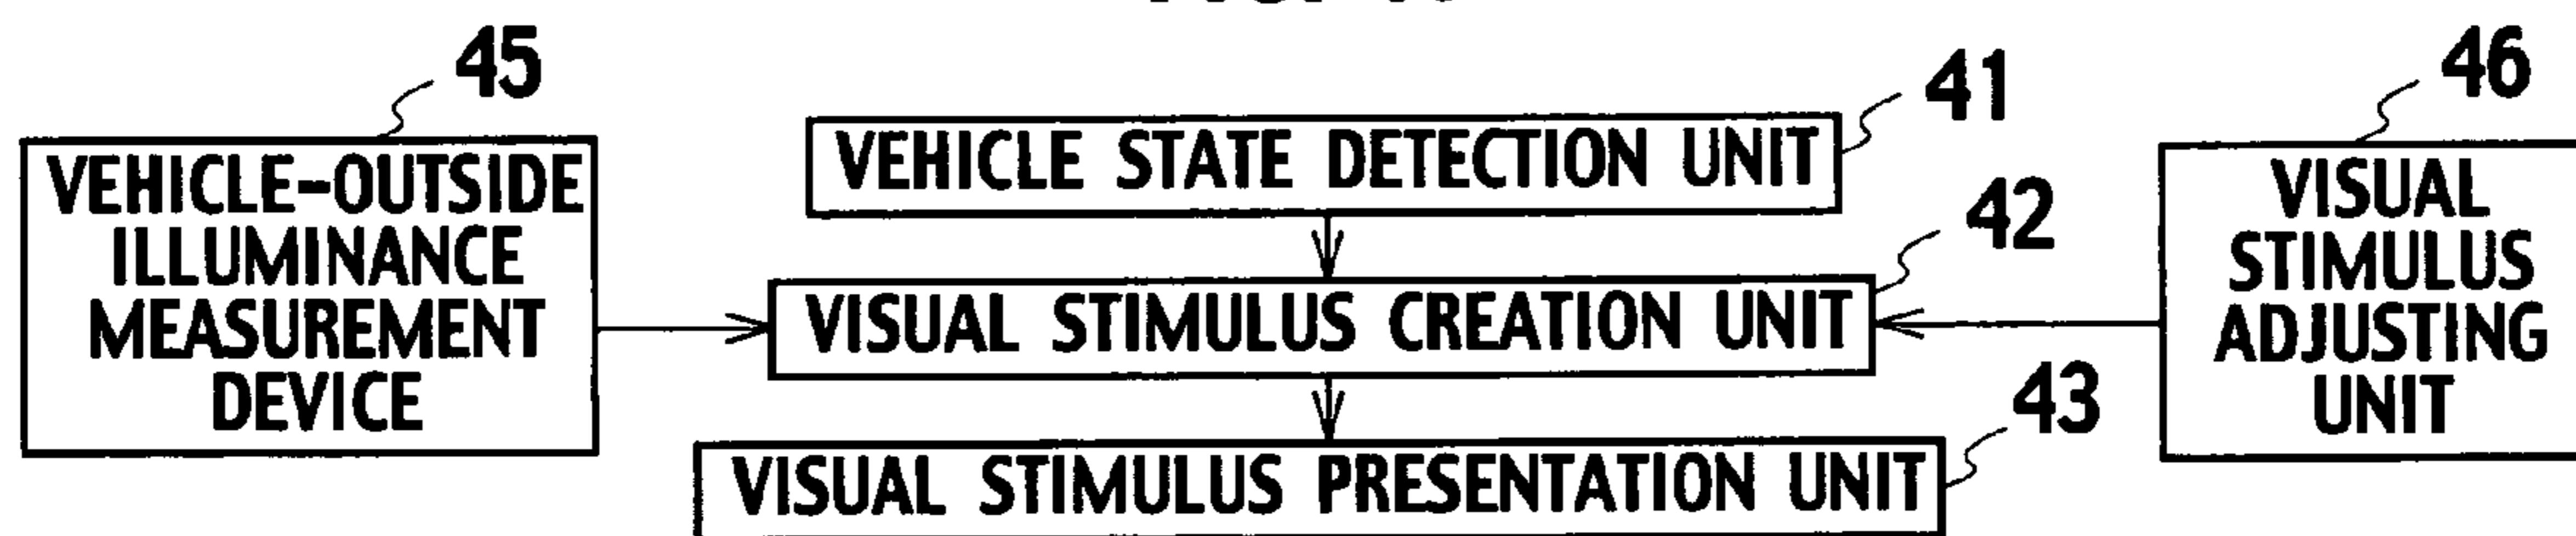 45
VEHICLE-OUTSIDE
ILLUMINANCE
MEASUREMENT
DEVICE
41
VEHICLE STATE DETECTION UNIT
42
VISUAL STIMULUS CREATION UNIT
43
VISUAL STIMULUS PRESENTATION UNIT
46
VISUAL
STIMULUS
ADJUSTING
UNIT